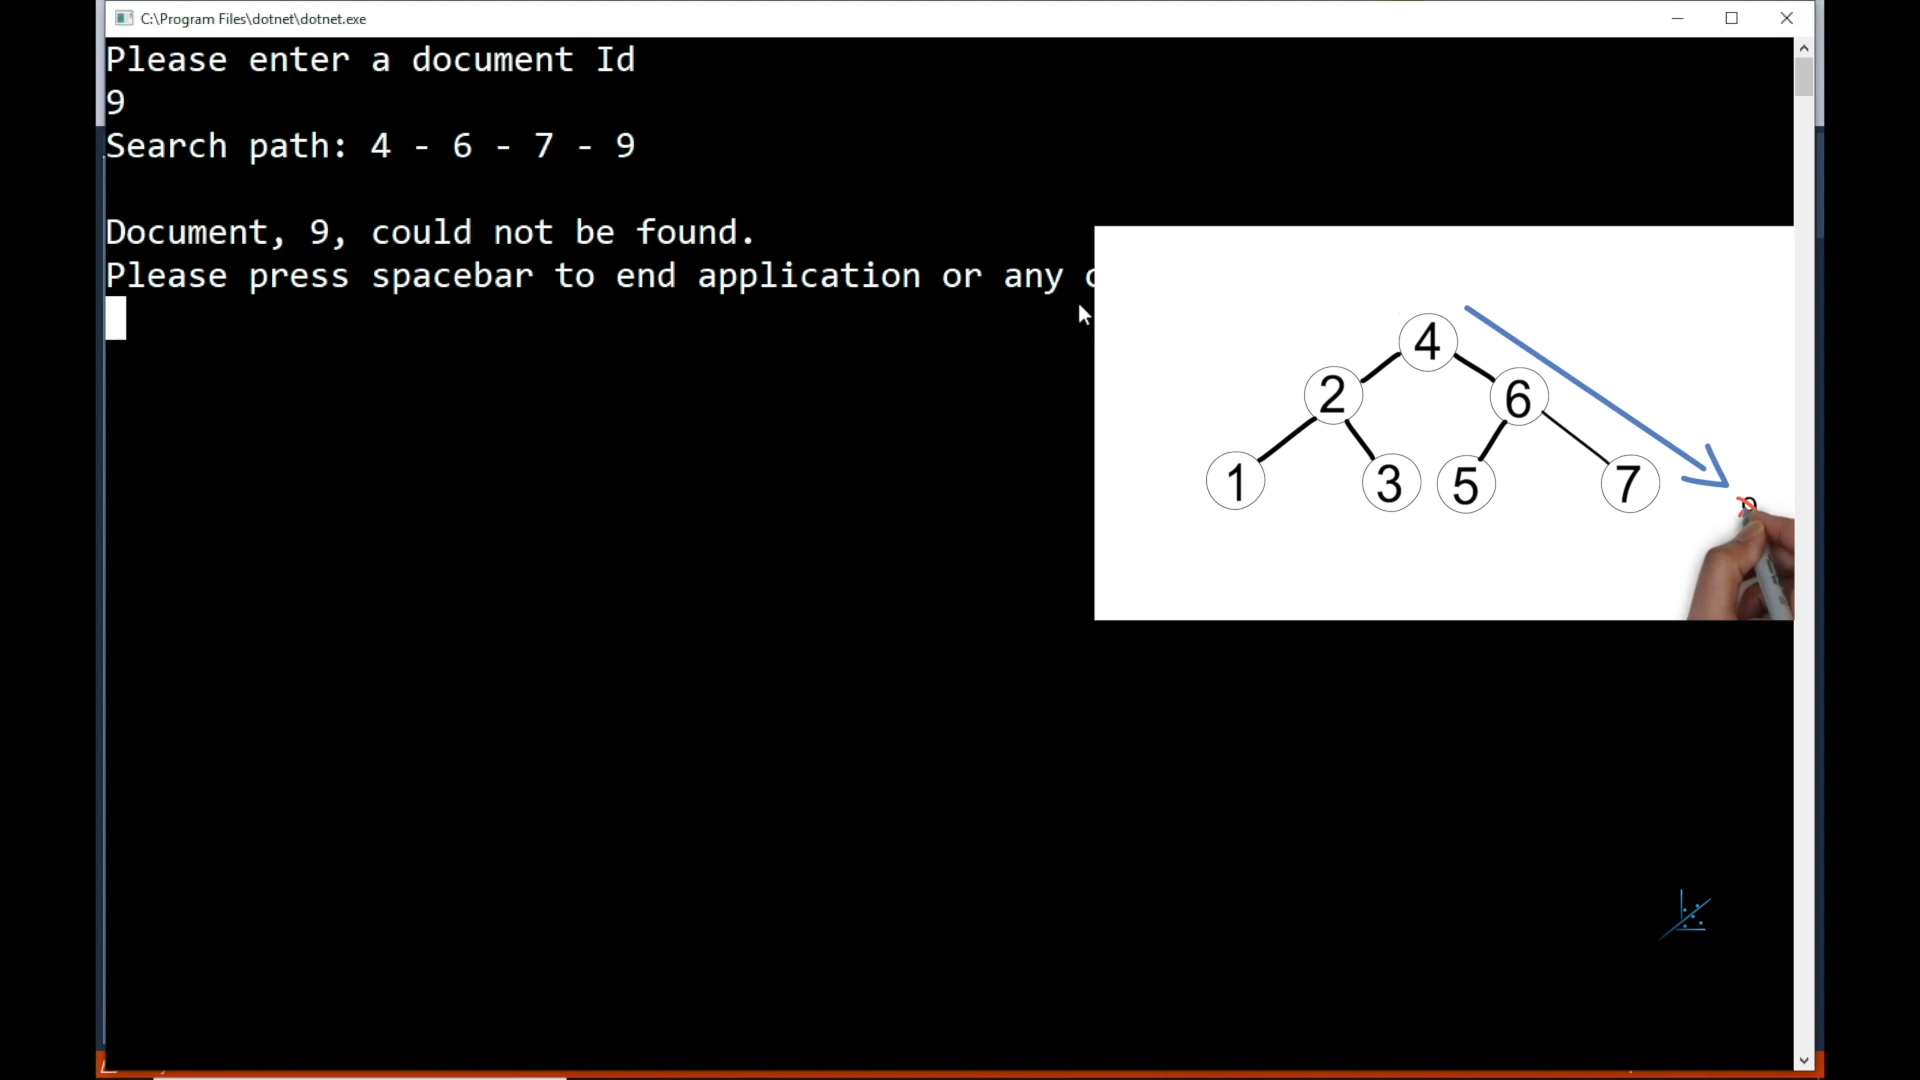 C:\Program Files\dotnet\dotnet.exe
Please enter a document Id
9
Search path: 4 - 6 - 7 - 9
Document, 9, could not be found.
Please press spacebar to end application or any
4
2
6
1
3
5
7